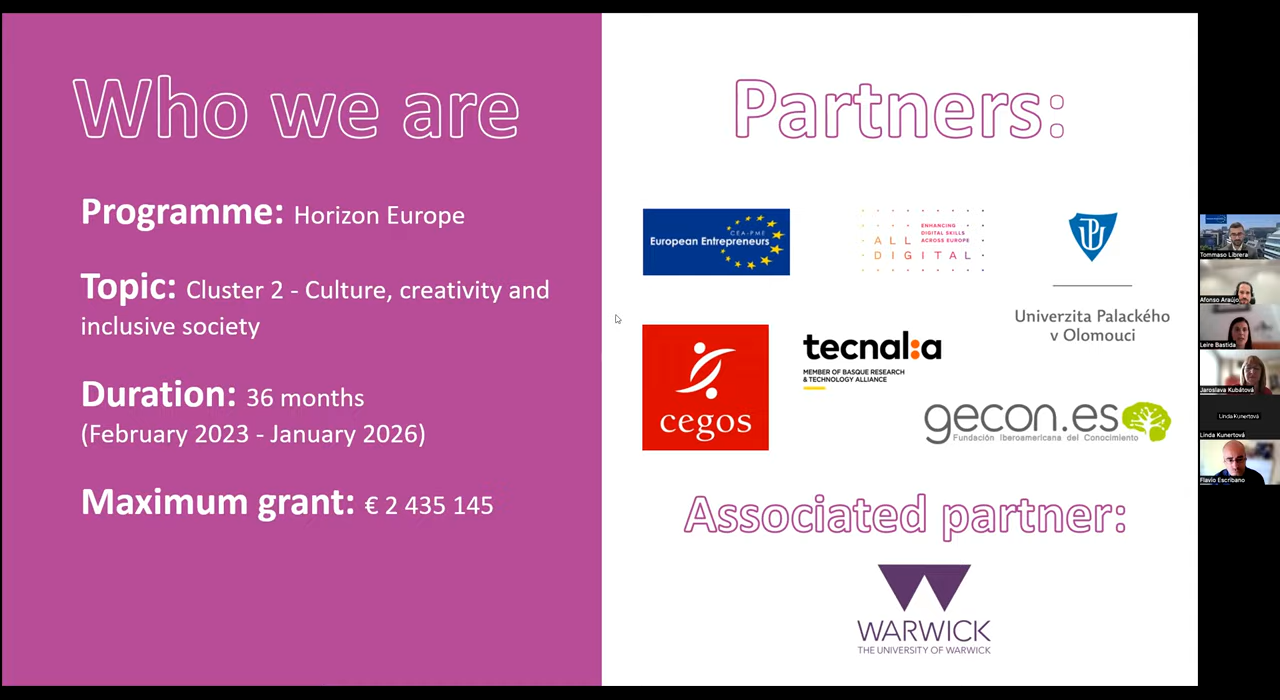 Who we are
Programme: Horizon Europe
Topic: Cluster 2 - Culture, creativity and
inclusive society
Duration: 36 months
(February 2023 - January 2026)
Maximum grant: € 2 435 145
Partners:
CEA-PME
European Entrepreneurs
ALL
DIGITAL
ENHANCING
DIGITAL SKILLS
ACROSS EUROPE
UP
Univerzita Palackého
v Olomouci
cegos
tecnal:a
MEMBER OF BASQUE RESEARCH
& TECHNOLOGY ALLIANCE
gecon.es
Fundación Iberoamericana del Conocimiento
Associated partner:
WARWICK
THE UNIVERSITY OF WARWICK
Tommaso Librera
Afonso Araújo
Leire Bastida
Jaroslava Kubátová
Linda Kunertová
Linda Kunertová
Flavio Escribano